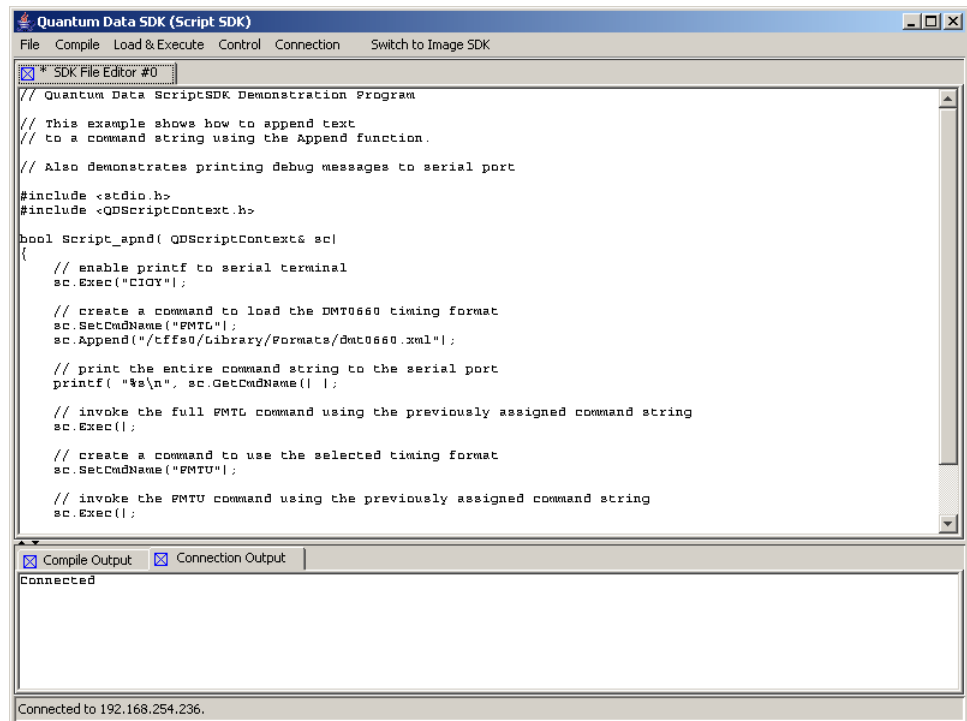 Quantum Data SDK (Script SDK)
File Compile Load & Execute Control Connection Switch to Image SDK
* SDK File Editor #0
// Quantum Data ScriptSDK Demonstration Program
// This example shows how to append text
// to a command string using the Append function.
// Also demonstrates printing debug messages to serial port
#include <stdio.h>
#include <QDScriptContext.h>
bool Script_apnd( QDScriptContext& sc)
{
// enable printf to serial terminal
sc.Exec("CIOY");
// create a command to load the DMT0660 timing format
sc.SetCmdName("FMTL");
sc.Append("/tffs0/Library/Formats/dmt0660.xml");
// print the entire command string to the serial port
printf( "%s\n", sc.GetCmdName() );
// invoke the full FMTL command using the previously assigned command string
sc.Exec();
// create a command to use the selected timing format
sc.SetCmdName("FMTU");
// invoke the FMTU command using the previously assigned command string
sc.Exec();
Compile Output Connection Output
Connected
Connected to 192.168.254.236.